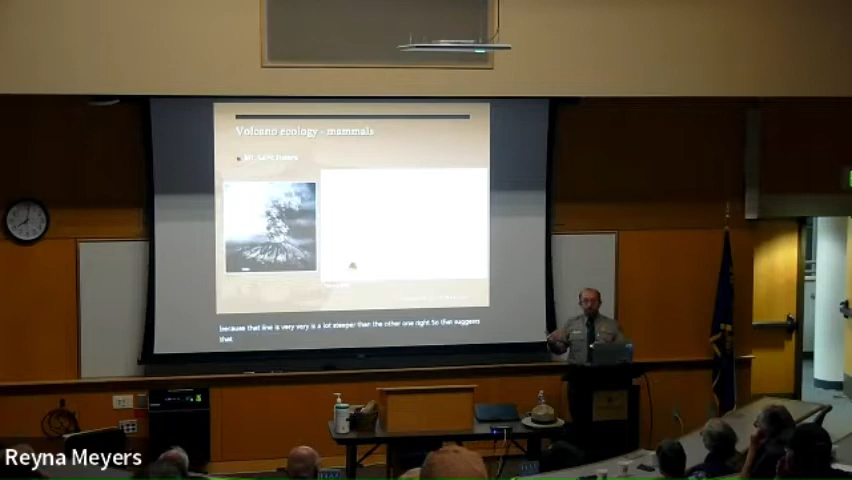 Volcano ecology - mammals
Mt. Saint Helens
because that line is very very is a lot steeper than the other one right So that suggests
that
Reyna Meyers